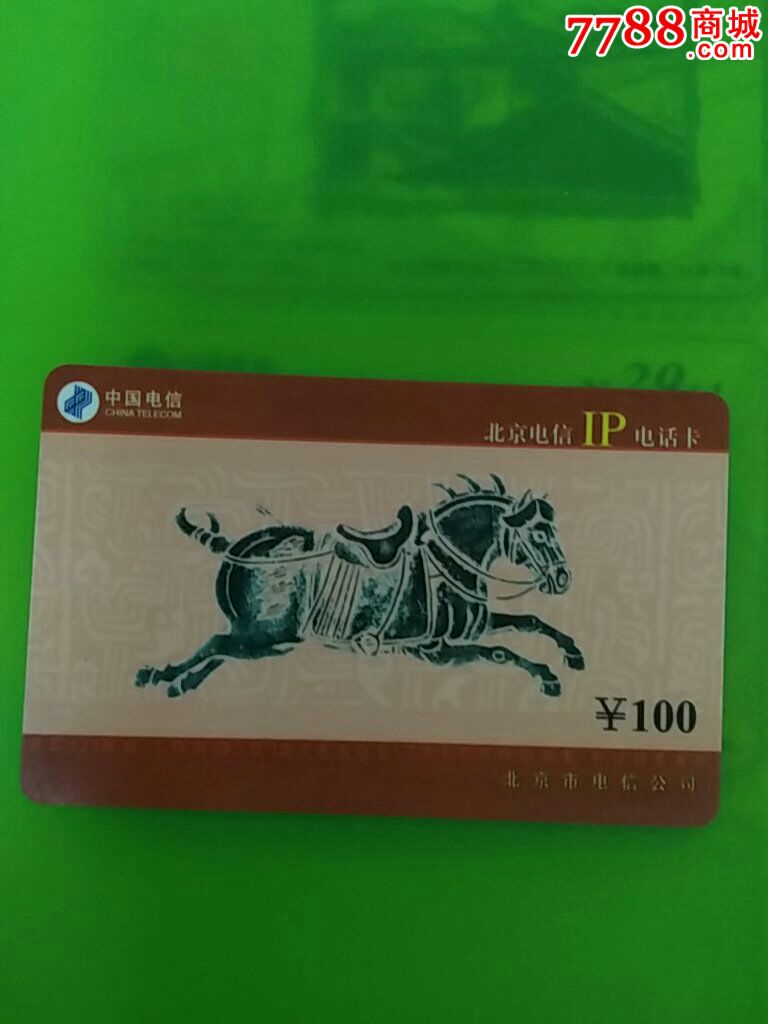 7788商城
.com
中国电信
CHINA TELECOM
北京电信 IP 电话卡
¥100
北京市电信公司